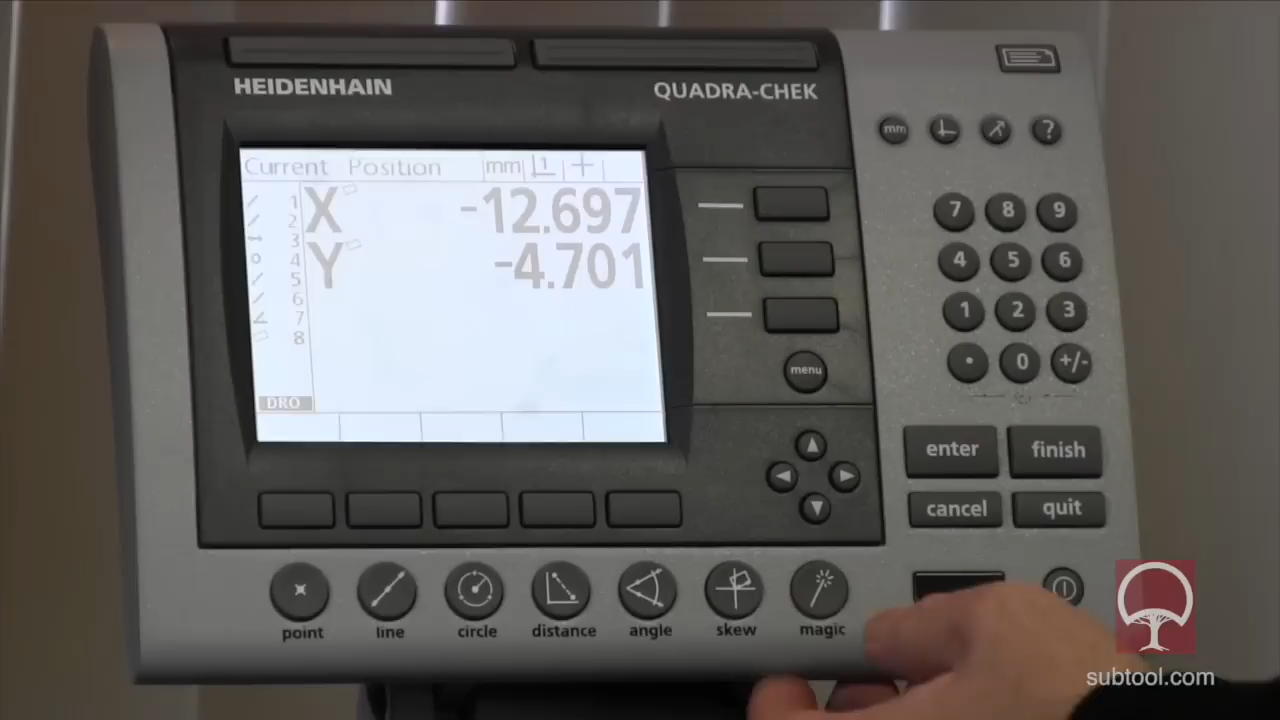 HEIDENHAIN
QUADRA-CHEK
mm
?
Current Position mm 1
1 X -12.697
2
3
4 Y -4.701
5
6
7
8
DRO
7 8 9
4 5 6
1 2 3
. 0 +/-
menu
enter finish
cancel quit
point line circle distance angle skew magic
subtool.com